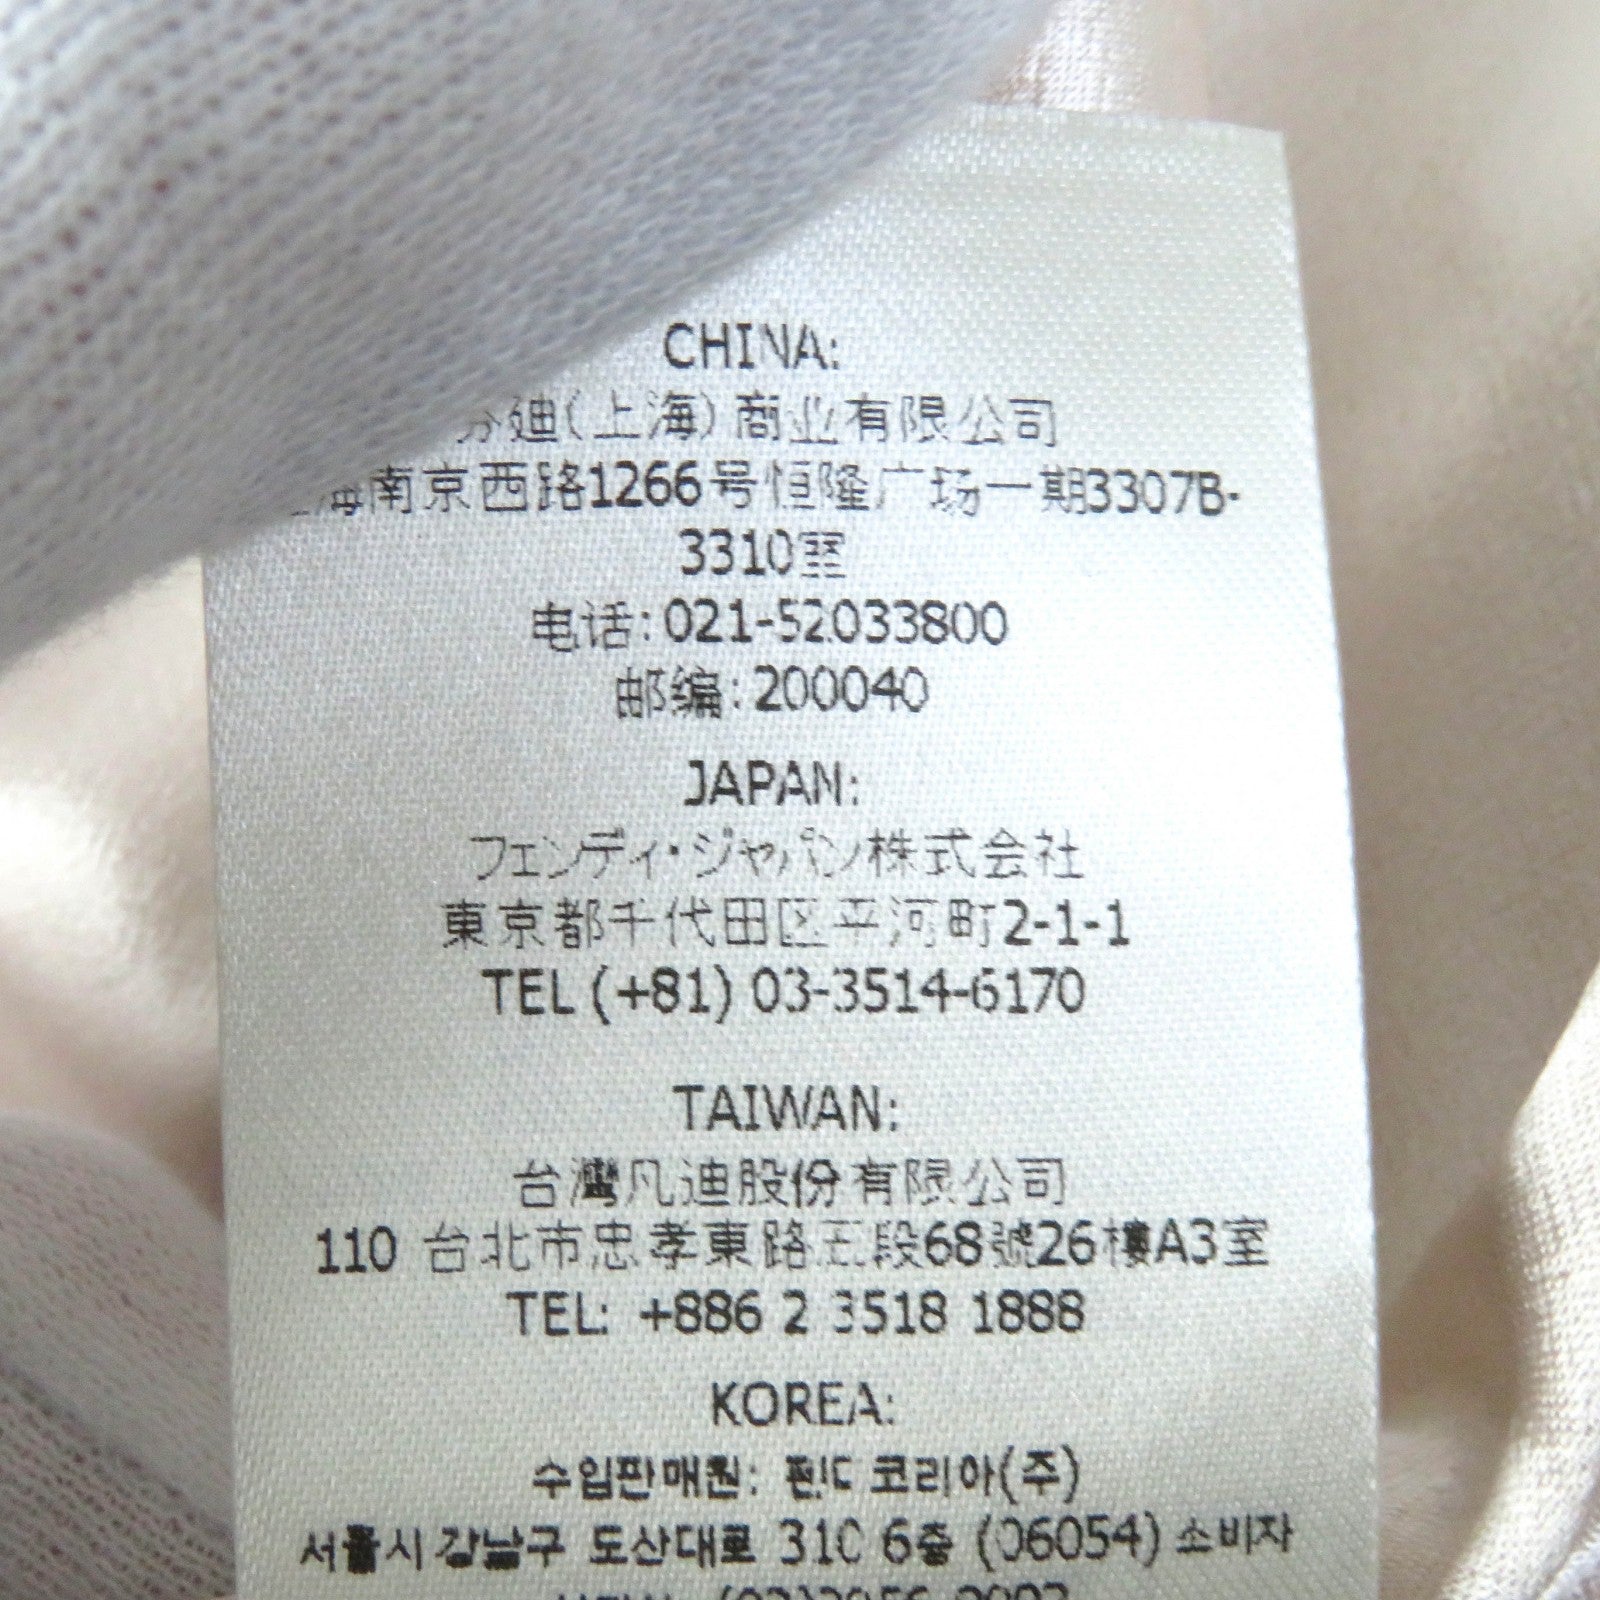 CHINA:
芬迪(上海)商业有限公司
海南京西路1266号恒隆广场一期3307B-
3310室
电话:021-52033800
邮编:200040
JAPAN:
フェンディ・ジャパン株式会社
東京都千代田区平河町2-1-1
TEL (+81) 03-3514-6170
TAIWAN:
台灣凡迪股份有限公司
110 台北市忠孝東路五段68號26樓A3室
TEL: +886 2 3518 1888
KOREA:
수입판매원: 펜디 코리아(주)
서울시 강남구 도산대로 310 6층 (06054) 소비자